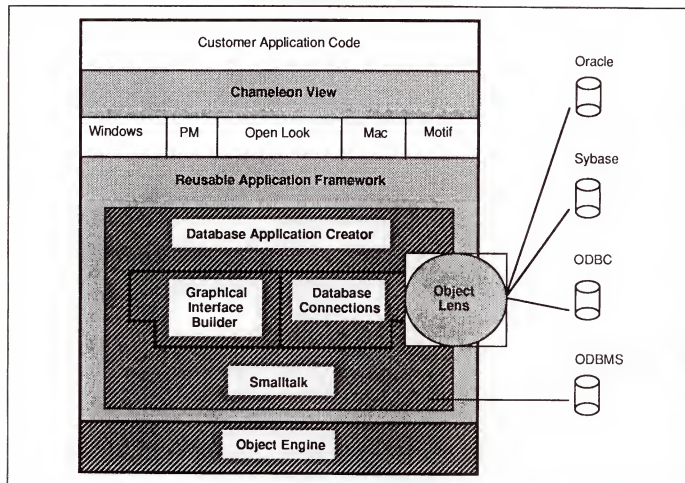 Customer Application Code
Chameleon View
Windows PM Open Look Mac Motif
Reusable Application Framework
Database Application Creator
Graphical
Interface
Builder
Database
Connections
Object
Lens
Smalltalk
Object Engine
Oracle
Sybase
ODBC
ODBMS